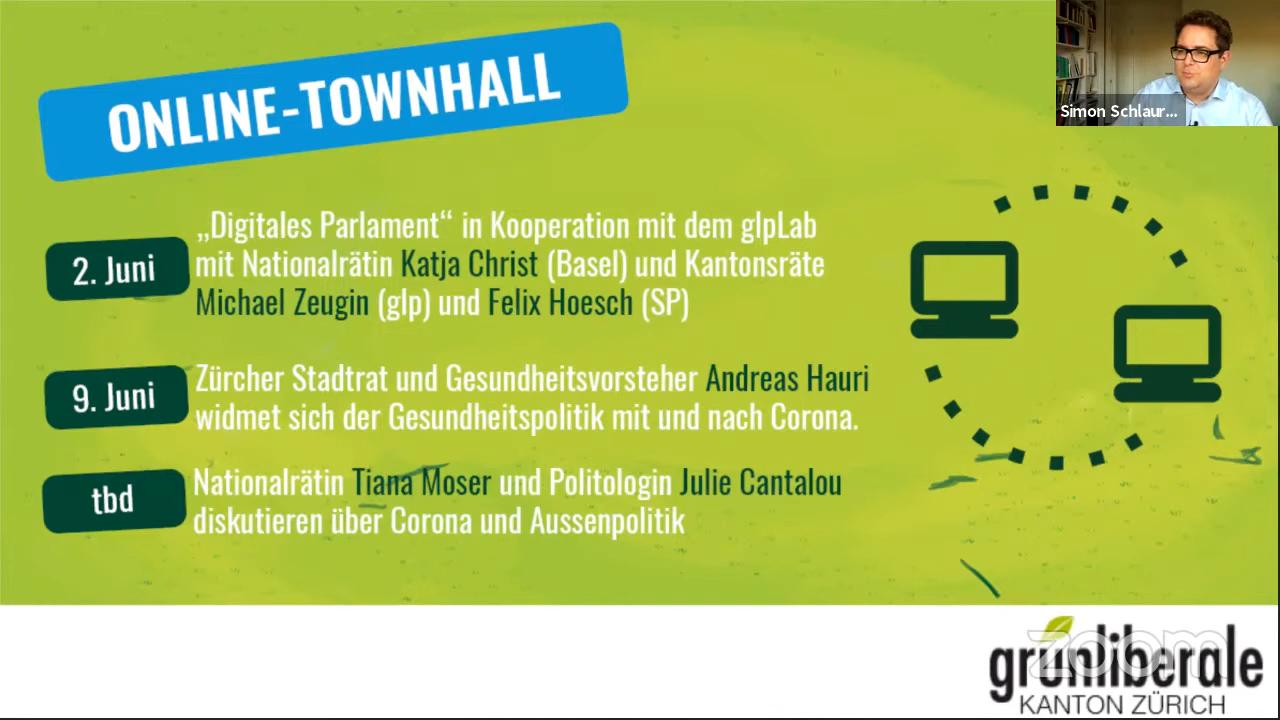 ONLINE-TOWNHALL
Simon Schlaur...
2. Juni
„Digitales Parlament“ in Kooperation mit dem glpLab
mit Nationalrätin Katja Christ (Basel) und Kantonsräte
Michael Zeugin (glp) und Felix Hoesch (SP)
9. Juni
Zürcher Stadtrat und Gesundheitsvorsteher Andreas Hauri
widmet sich der Gesundheitspolitik mit und nach Corona.
tbd
Nationalrätin Tiana Moser und Politologin Julie Cantalou
diskutieren über Corona und Aussenpolitik
grünliberale
zoom
KANTON ZÜRICH